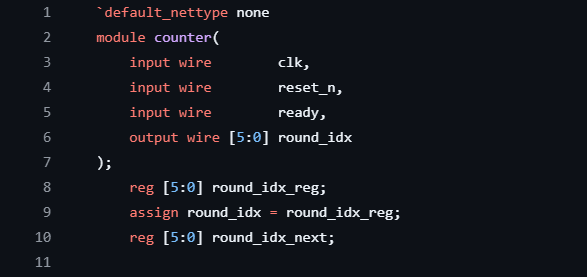 1 `default_nettype none
2 module counter(
3     input wire        clk,
4     input wire        reset_n,
5     input wire        ready,
6     output wire [5:0] round_idx
7 );
8     reg [5:0] round_idx_reg;
9     assign round_idx = round_idx_reg;
10     reg [5:0] round_idx_next;
11